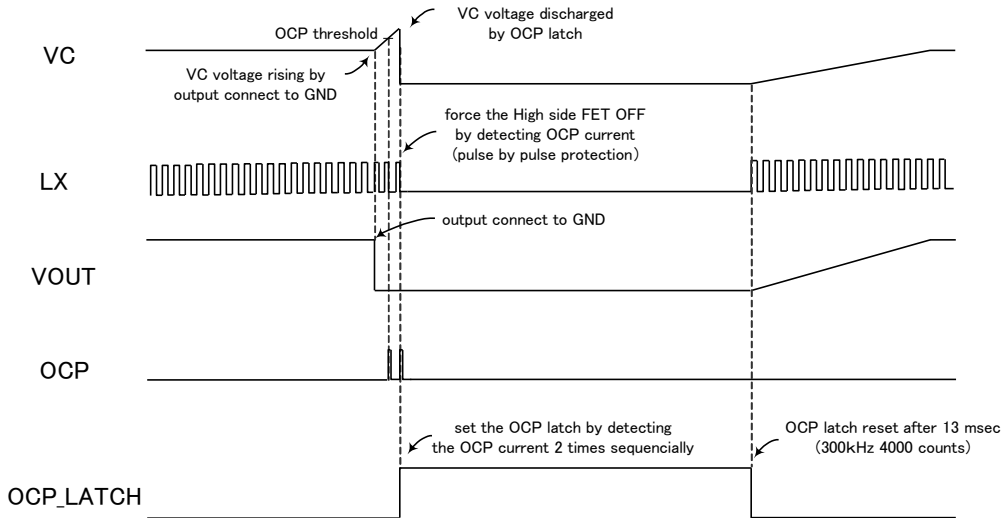 VC voltage discharged
by OCP latch
OCP threshold
VC
VC voltage rising by
output connect to GND
force the High side FET OFF
by detecting OCP current
(pulse by pulse protection)
LX
output connect to GND
VOUT
OCP
set the OCP latch by detecting
the OCP current 2 times sequencially
OCP latch reset after 13 msec
(300kHz 4000 counts)
OCP_LATCH